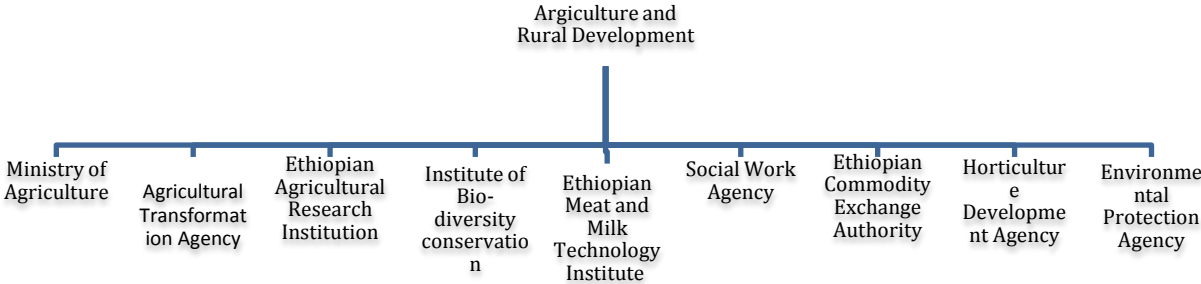 Argiculture and
Rural Development
Ministry of
Agriculture
Agricultural
Transformat
ion Agency
Ethiopian
Agricultural
Research
Institution
Institute of
Bio-
diversity
conservatio
n
Ethiopian
Meat and
Milk
Technology
Institute
Social Work
Agency
Ethiopian
Commodity
Exchange
Authority
Horticultur
e
Developme
nt Agency
Environme
ntal
Protection
Agency